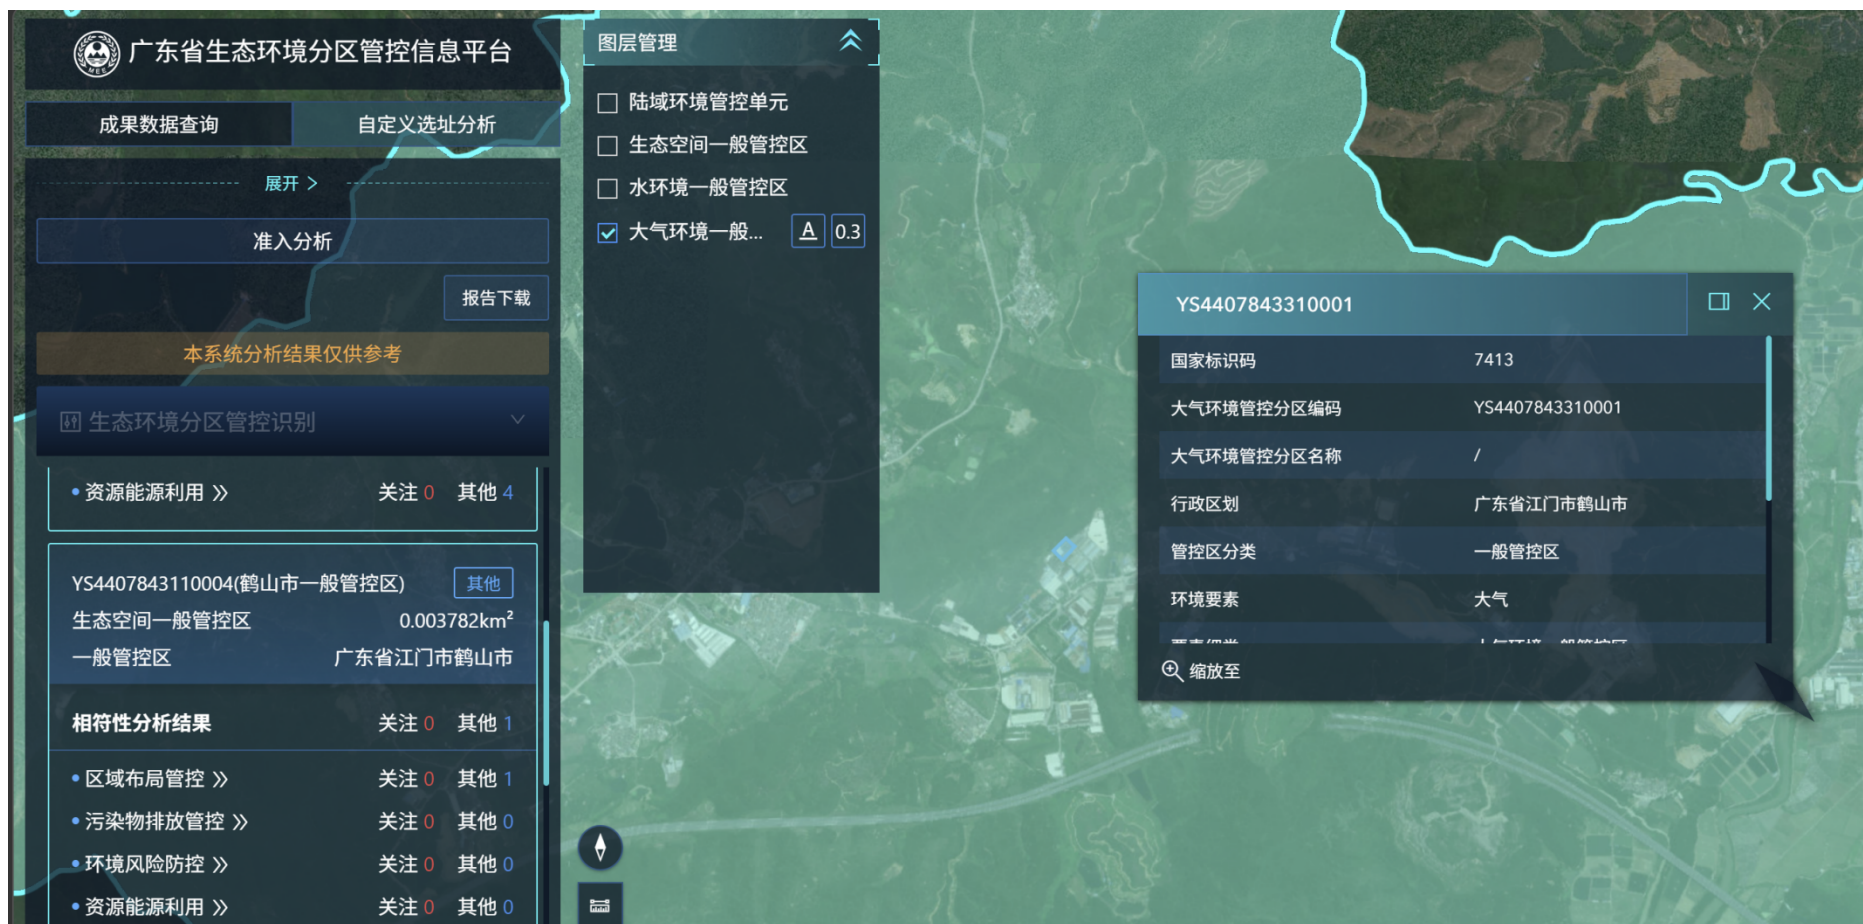 广东省生态环境分区管控信息平台
MEE
成果数据查询
自定义选址分析
展开 >
准入分析
报告下载
本系统分析结果仅供参考
生态环境分区管控识别
• 资源能源利用 》 关注 0 其他 4
YS4407843110004(鹤山市一般管控区) 其他
生态空间一般管控区 0.003782km²
一般管控区 广东省江门市鹤山市
相符性分析结果 关注 0 其他 1
• 区域布局管控 》 关注 0 其他 1
• 污染物排放管控 》 关注 0 其他 0
• 环境风险防控 》 关注 0 其他 0
• 资源能源利用 》 关注 0 其他 0
图层管理
陆域环境管控单元
生态空间一般管控区
水环境一般管控区
大气环境一般... A 0.3
YS4407843310001
国家标识码 7413
大气环境管控分区编码 YS4407843310001
大气环境管控分区名称 /
行政区划 广东省江门市鹤山市
管控区分类 一般管控区
环境要素 大气
缩放至